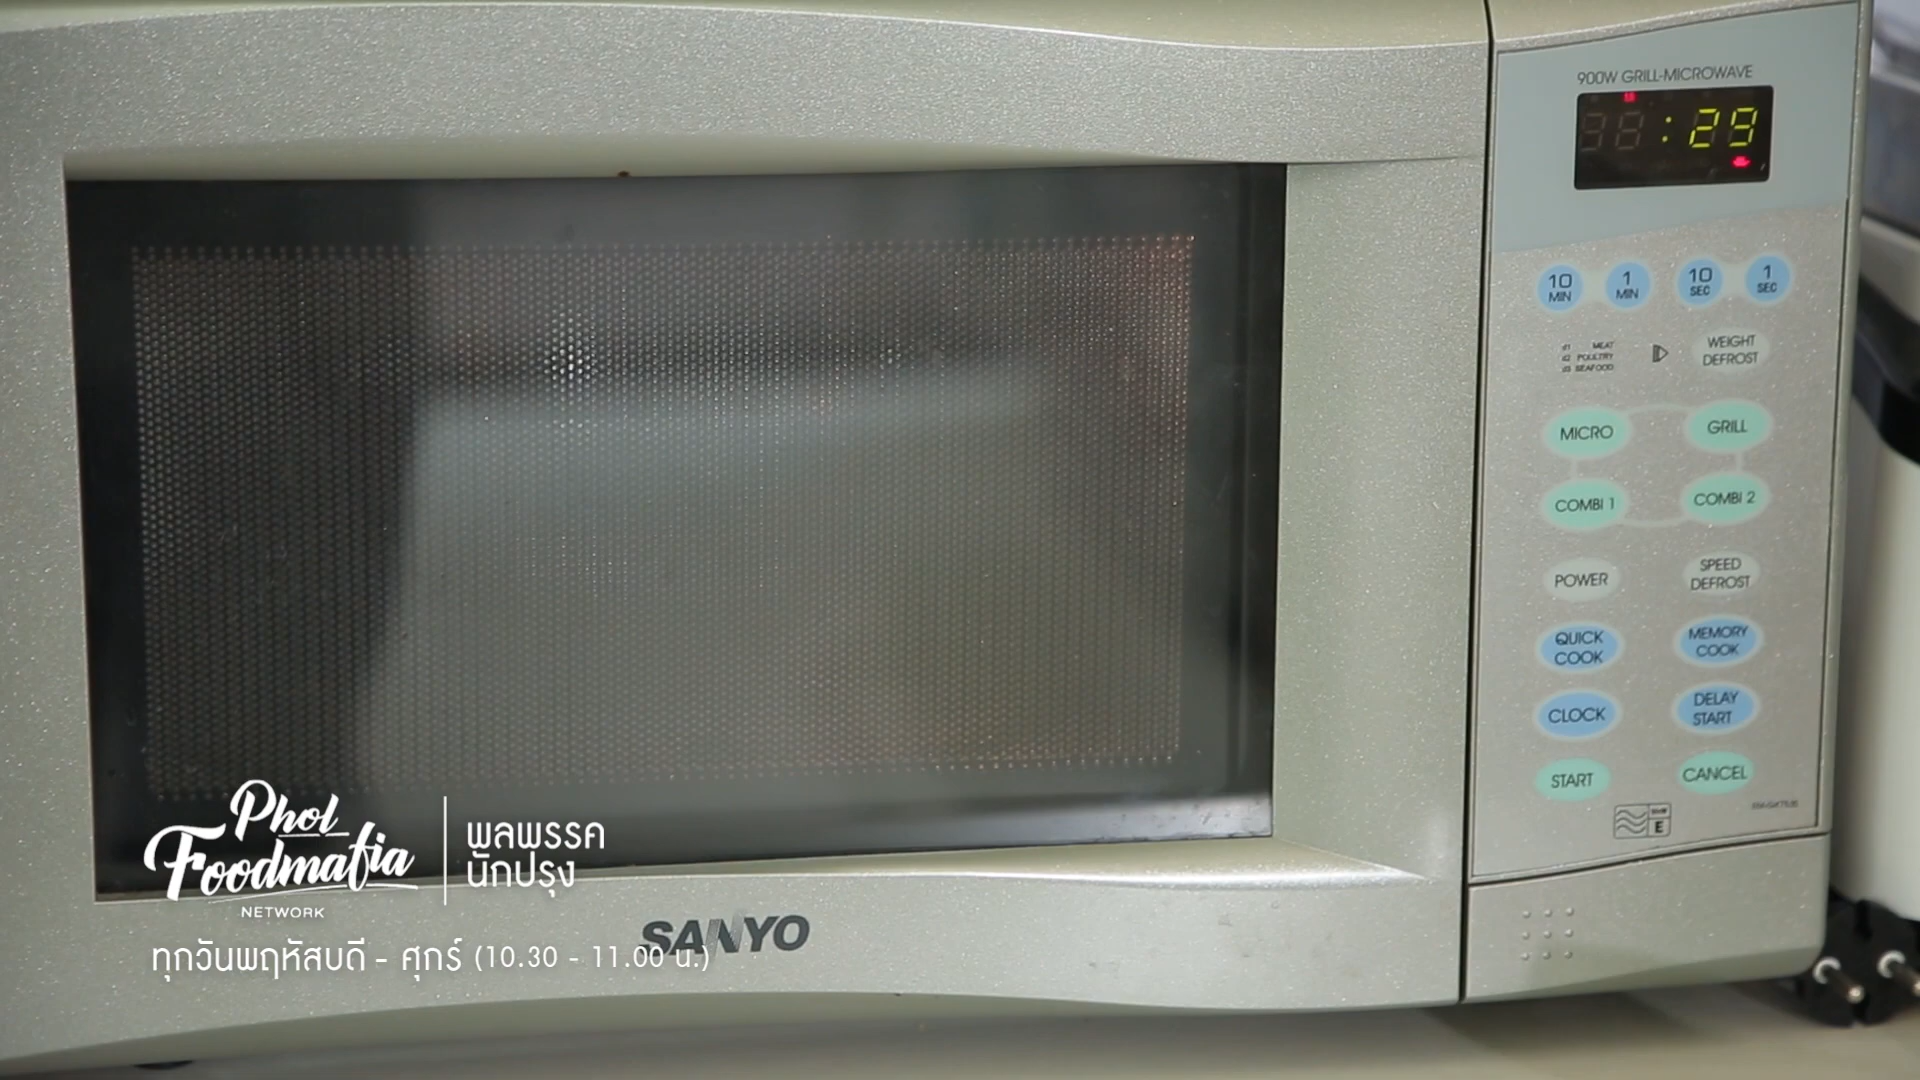 900W GRILL-MICROWAVE
:29
10 MIN
1 MIN
10 SEC
1 SEC
d1 MEAT
d2 POULTRY
d3 SEAFOOD
WEIGHT
DEFROST
MICRO
GRILL
COMBI 1
COMBI 2
POWER
SPEED
DEFROST
QUICK
COOK
MEMORY
COOK
CLOCK
DELAY
START
START
CANCEL
E
Phol
Foodmafia
NETWORK
พลพรรค
นักปรุง
SANYO
ทุกวันพฤหัสบดี - ศุกร์ (10.30 - 11.00 น.)